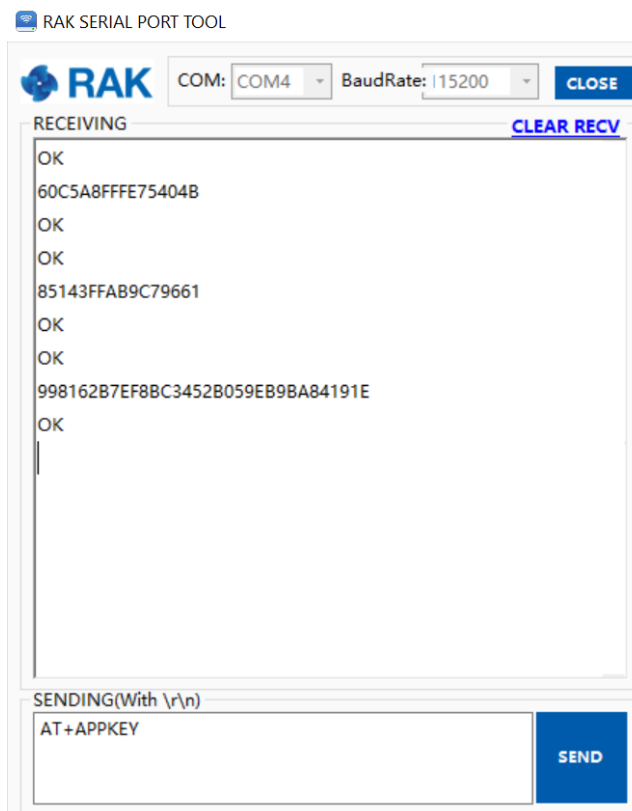 RAK SERIAL PORT TOOL
RAK COM: COM4 BaudRate: 115200 CLOSE
RECEIVING CLEAR RECV
OK
60C5A8FFFE75404B
OK
OK
85143FFAB9C79661
OK
OK
998162B7EF8BC3452B059EB9BA84191E
OK
SENDING(With \r\n)
AT+APPKEY
SEND